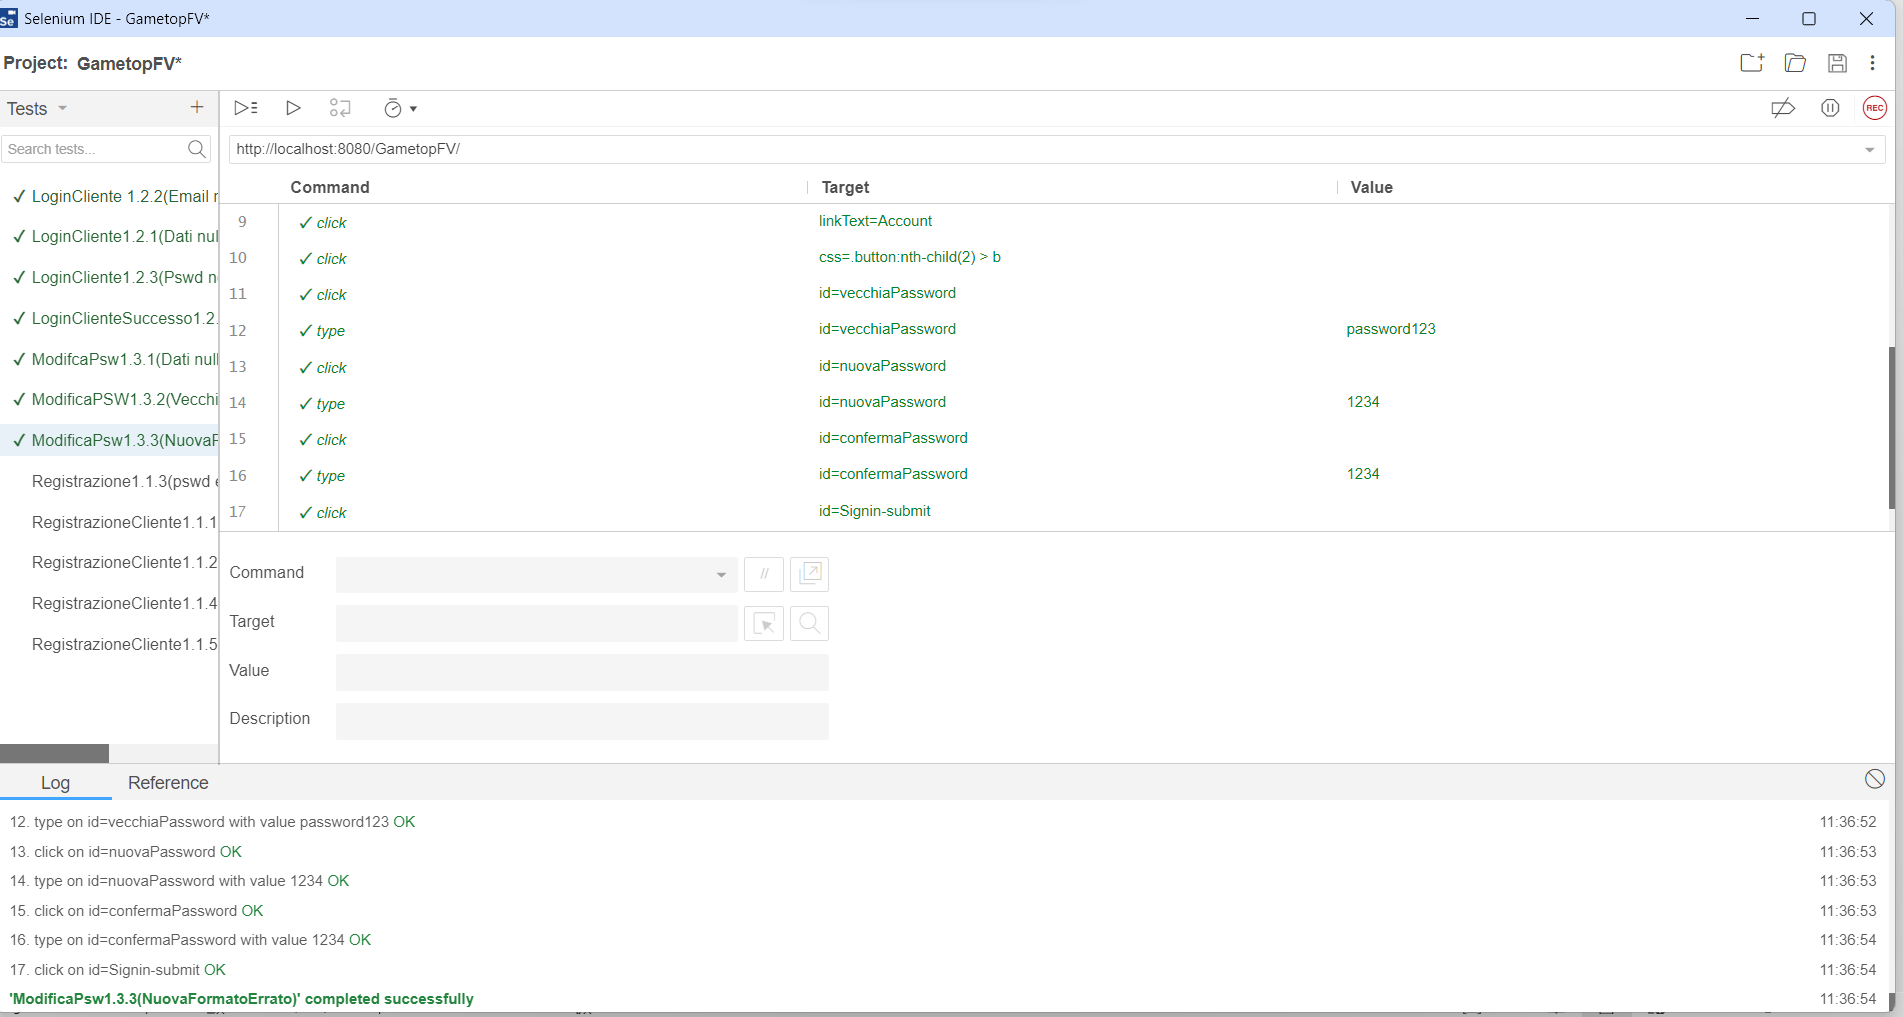 Selenium IDE - GametopFV*
Project: GametopFV*
Tests
Search tests...
LoginCliente 1.2.2(Email
LoginCliente1.2.1(Dati nul
LoginCliente1.2.3(Pswd n
LoginClienteSuccesso1.2.
ModifcaPsw1.3.1(Dati null
ModificaPSW1.3.2(Vecchi
ModificaPsw1.3.3(NuovaF
Registrazione1.1.3(pswd
RegistrazioneCliente1.1.1
RegistrazioneCliente1.1.2
RegistrazioneCliente1.1.4
RegistrazioneCliente1.1.5
REC
http://localhost:8080/GametopFV/
Command Target Value
9 click linkText=Account
10 click css=.button:nth-child(2) > b
11 click id=vecchiaPassword
12 type id=vecchiaPassword password123
13 click id=nuovaPassword
14 type id=nuovaPassword 1234
15 click id=confermaPassword
16 type id=confermaPassword 1234
17 click id=Signin-submit
Command //
Target
Value
Description
Log Reference
12. type on id=vecchiaPassword with value password123 OK 11:36:52
13. click on id=nuovaPassword OK 11:36:53
14. type on id=nuovaPassword with value 1234 OK 11:36:53
15. click on id=confermaPassword OK 11:36:53
16. type on id=confermaPassword with value 1234 OK 11:36:54
17. click on id=Signin-submit OK 11:36:54
'ModificaPsw1.3.3(NuovaFormatoErrato)' completed successfully 11:36:54